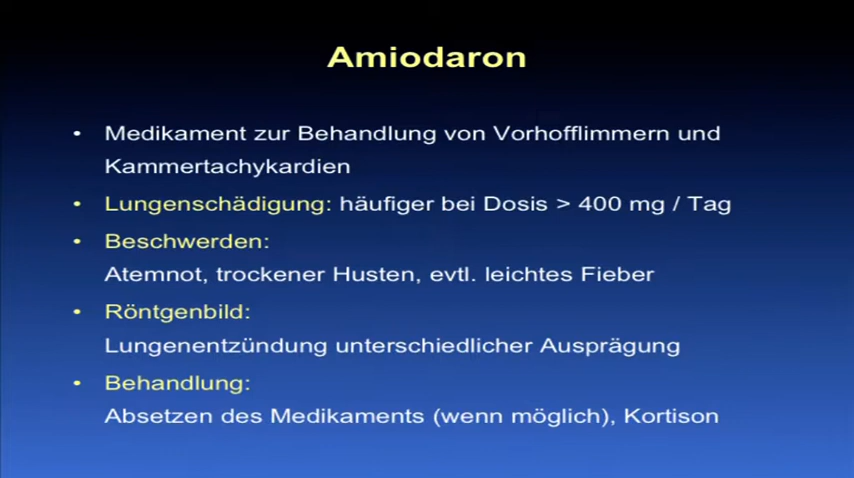 Amiodaron
• Medikament zur Behandlung von Vorhofflimmern und
Kammertachykardien
• Lungenschädigung: häufiger bei Dosis > 400 mg / Tag
• Beschwerden:
Atemnot, trockener Husten, evtl. leichtes Fieber
• Röntgenbild:
Lungenentzündung unterschiedlicher Ausprägung
• Behandlung:
Absetzen des Medikaments (wenn möglich), Kortison